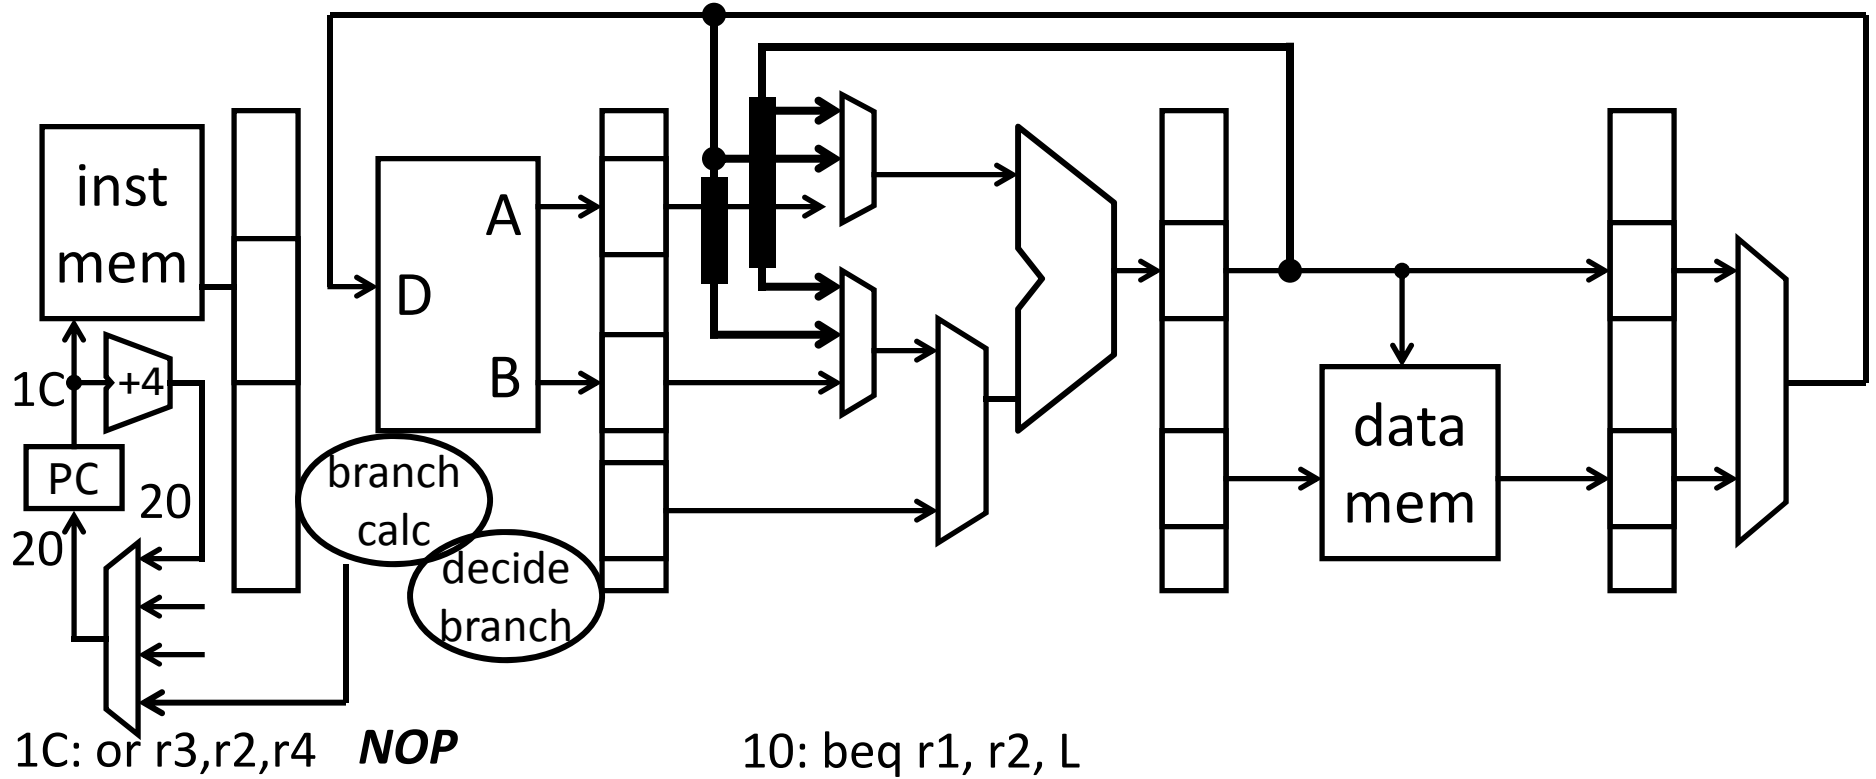 inst
mem
A
D
B
1C
+4
PC
20
20
branch
calc
decide
branch
data
mem
1C: or r3,r2,r4 NOP 10: beq r1, r2, L